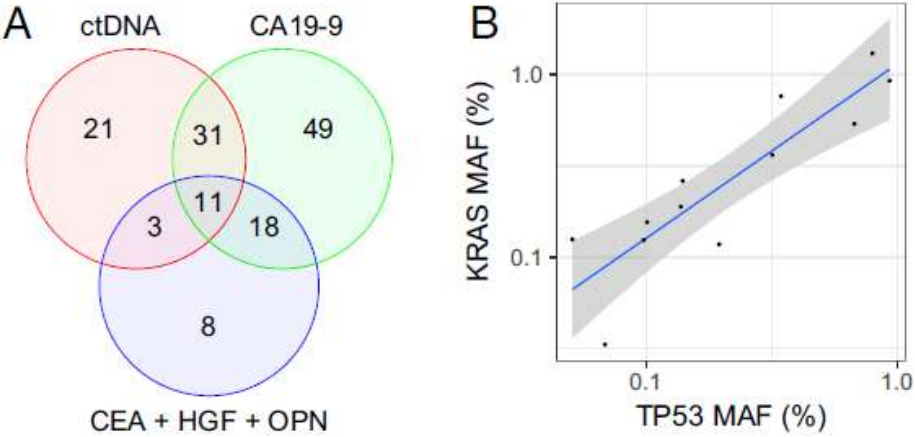 A
ctDNA
CA19-9
21
31
49
11
3
18
8
CEA + HGF + OPN
B
KRAS MAF (%)
1.0
0.1
0.1
1.0
TP53 MAF (%)